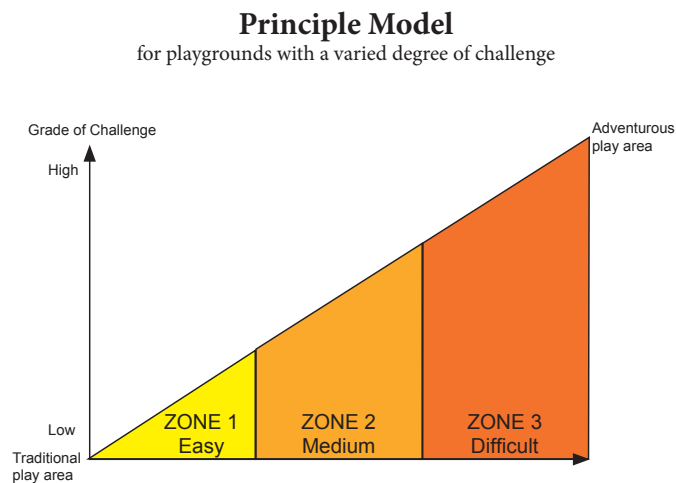 Principle Model
for playgrounds with a varied degree of challenge
Grade of Challenge
High
Adventurous
play area
ZONE 1
Easy
ZONE 2
Medium
ZONE 3
Difficult
Low
Traditional
play area